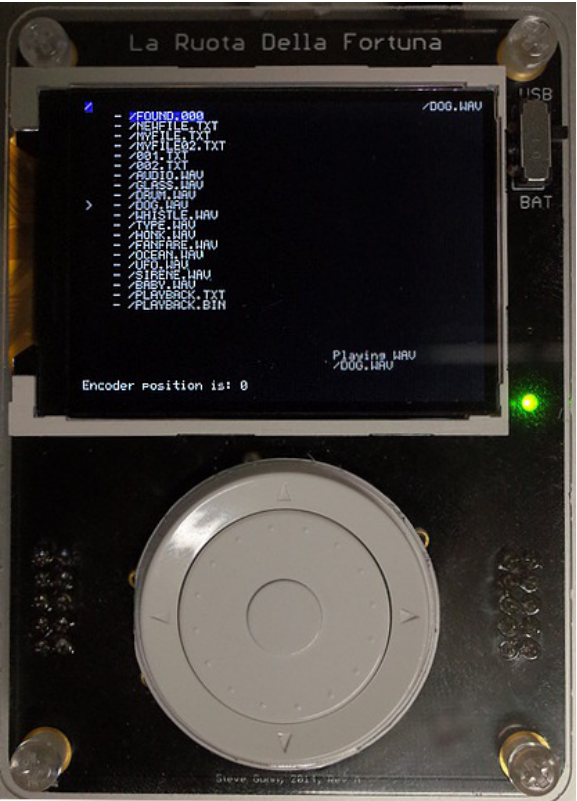 La Ruota Della Fortuna
USB
BAT
/ /DOG.WAV
- /FOUND.000
- /NEWFILE.TXT
- /MYFILE.TXT
- /MYFILE02.TXT
- /001.TXT
- /002.TXT
- /AUDIO.WAV
- /GLASS.WAV
- /DRUM.WAV
> - /DOG.WAV
- /WHISTLE.WAV
- /TYPE.WAV
- /HONK.WAV
- /FANFARE.WAV
- /OCEAN.WAV
- /UFO.WAV
- /SIRENE.WAV
- /BABY.WAV
- /PLAYBACK.TXT
- /PLAYBACK.BIN
Playing WAV
/DOG.WAV
Encoder position is: 0
Steve Gunn, 2014, Rev A